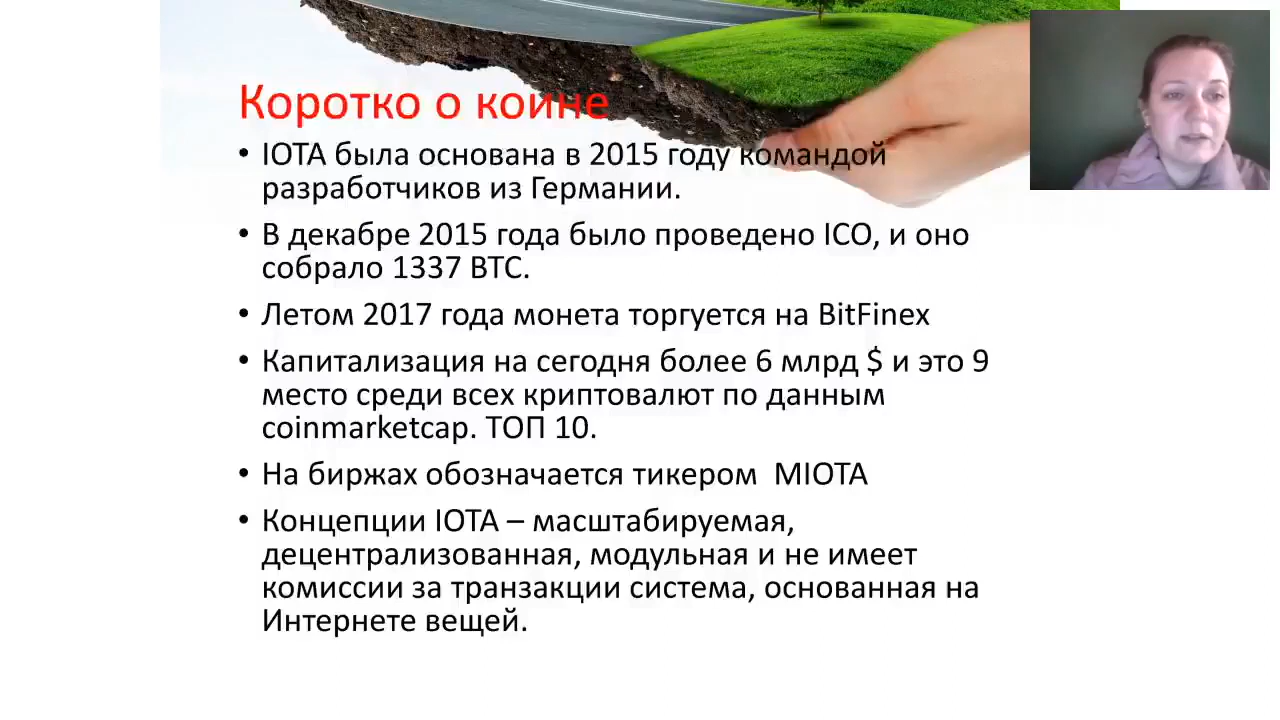 Коротко о коине
• IOTA была основана в 2015 году командой
разработчиков из Германии.
• В декабре 2015 года было проведено ICO, и оно
собрало 1337 BTC.
• Летом 2017 года монета торгуется на BitFinex
• Капитализация на сегодня более 6 млрд $ и это 9
место среди всех криптовалют по данным
coinmarketcap. ТОП 10.
• На биржах обозначается тикером  MIOTA
• Концепции IOTA – масштабируемая,
децентрализованная, модульная и не имеет
комиссии за транзакции система, основанная на
Интернете вещей.